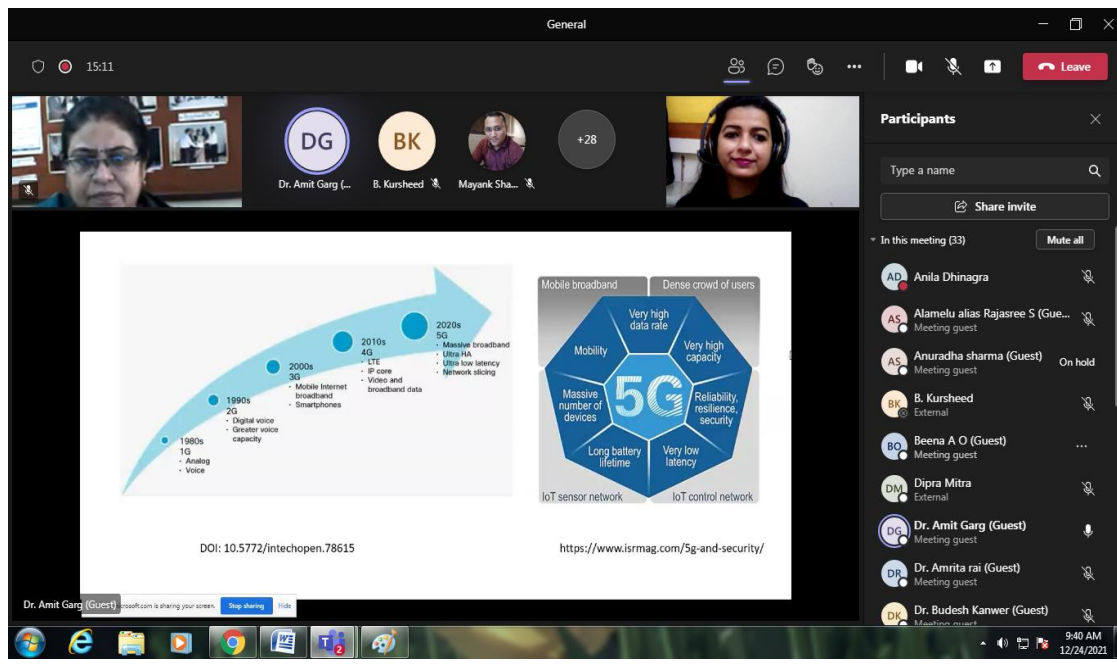 General
15:11
Leave
DG
BK
+28
Dr. Amit Garg (...
B. Kursheed
Mayank Sha...
1980s
1G
· Analog
· Voice
1990s
2G
· Digital voice
· Greater voice
capacity
2000s
3G
· Mobile Internet
broadband
· Smartphones
2010s
4G
· LTE
· IP core
· Video and
broadband data
2020s
5G
· Massive broadband
· Ultra HA
· Ultra low latency
· Network slicing
DOI: 10.5772/intechopen.78615
Mobile broadband
Dense crowd of users
Very high
data rate
Mobility
Very high
capacity
Massive
number of
devices
5G
Reliability,
resilience,
security
Long battery
lifetime
Very low
latency
IoT sensor network
IoT control network
https://www.isrmag.com/5g-and-security/
Dr. Amit Garg (Guest)
rosoft.com is sharing your screen.
Stop sharing
Hide
Participants
Type a name
Share invite
In this meeting (33)
Mute all
AD
Anila Dhinagra
AS
Alamelu alias Rajasree S (Gue...
Meeting guest
AS
Anuradha sharma (Guest)
On hold
Meeting guest
BK
B. Kursheed
External
BO
Beena A O (Guest)
Meeting guest
DM
Dipra Mitra
External
DG
Dr. Amit Garg (Guest)
Meeting guest
DR
Dr. Amrita rai (Guest)
Meeting guest
DK
Dr. Budesh Kanwer (Guest)
Meeting guest
2
9:40 AM
12/24/2021